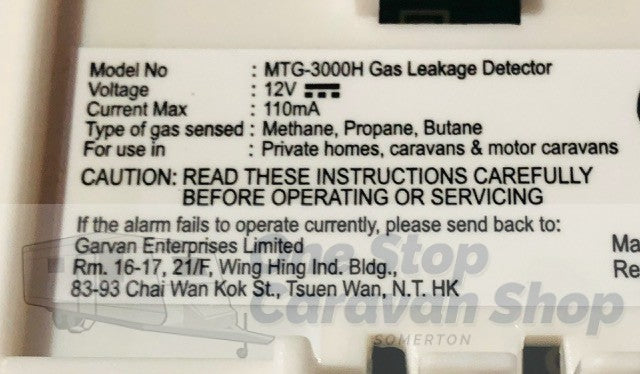 Model No : MTG-3000H Gas Leakage Detector
Voltage : 12V
Current Max : 110mA
Type of gas sensed : Methane, Propane, Butane
For use in : Private homes, caravans & motor caravans
CAUTION: READ THESE INSTRUCTIONS CAREFULLY
BEFORE OPERATING OR SERVICING
If the alarm fails to operate currently, please send back to:
Garvan Enterprises Limited
Rm. 16-17, 21/F, Wing Hing Ind. Bldg.,
83-93 Chai Wan Kok St., Tsuen Wan, N.T. HK
Ma
Re
One Stop
Caravan Shop
SOMERTON